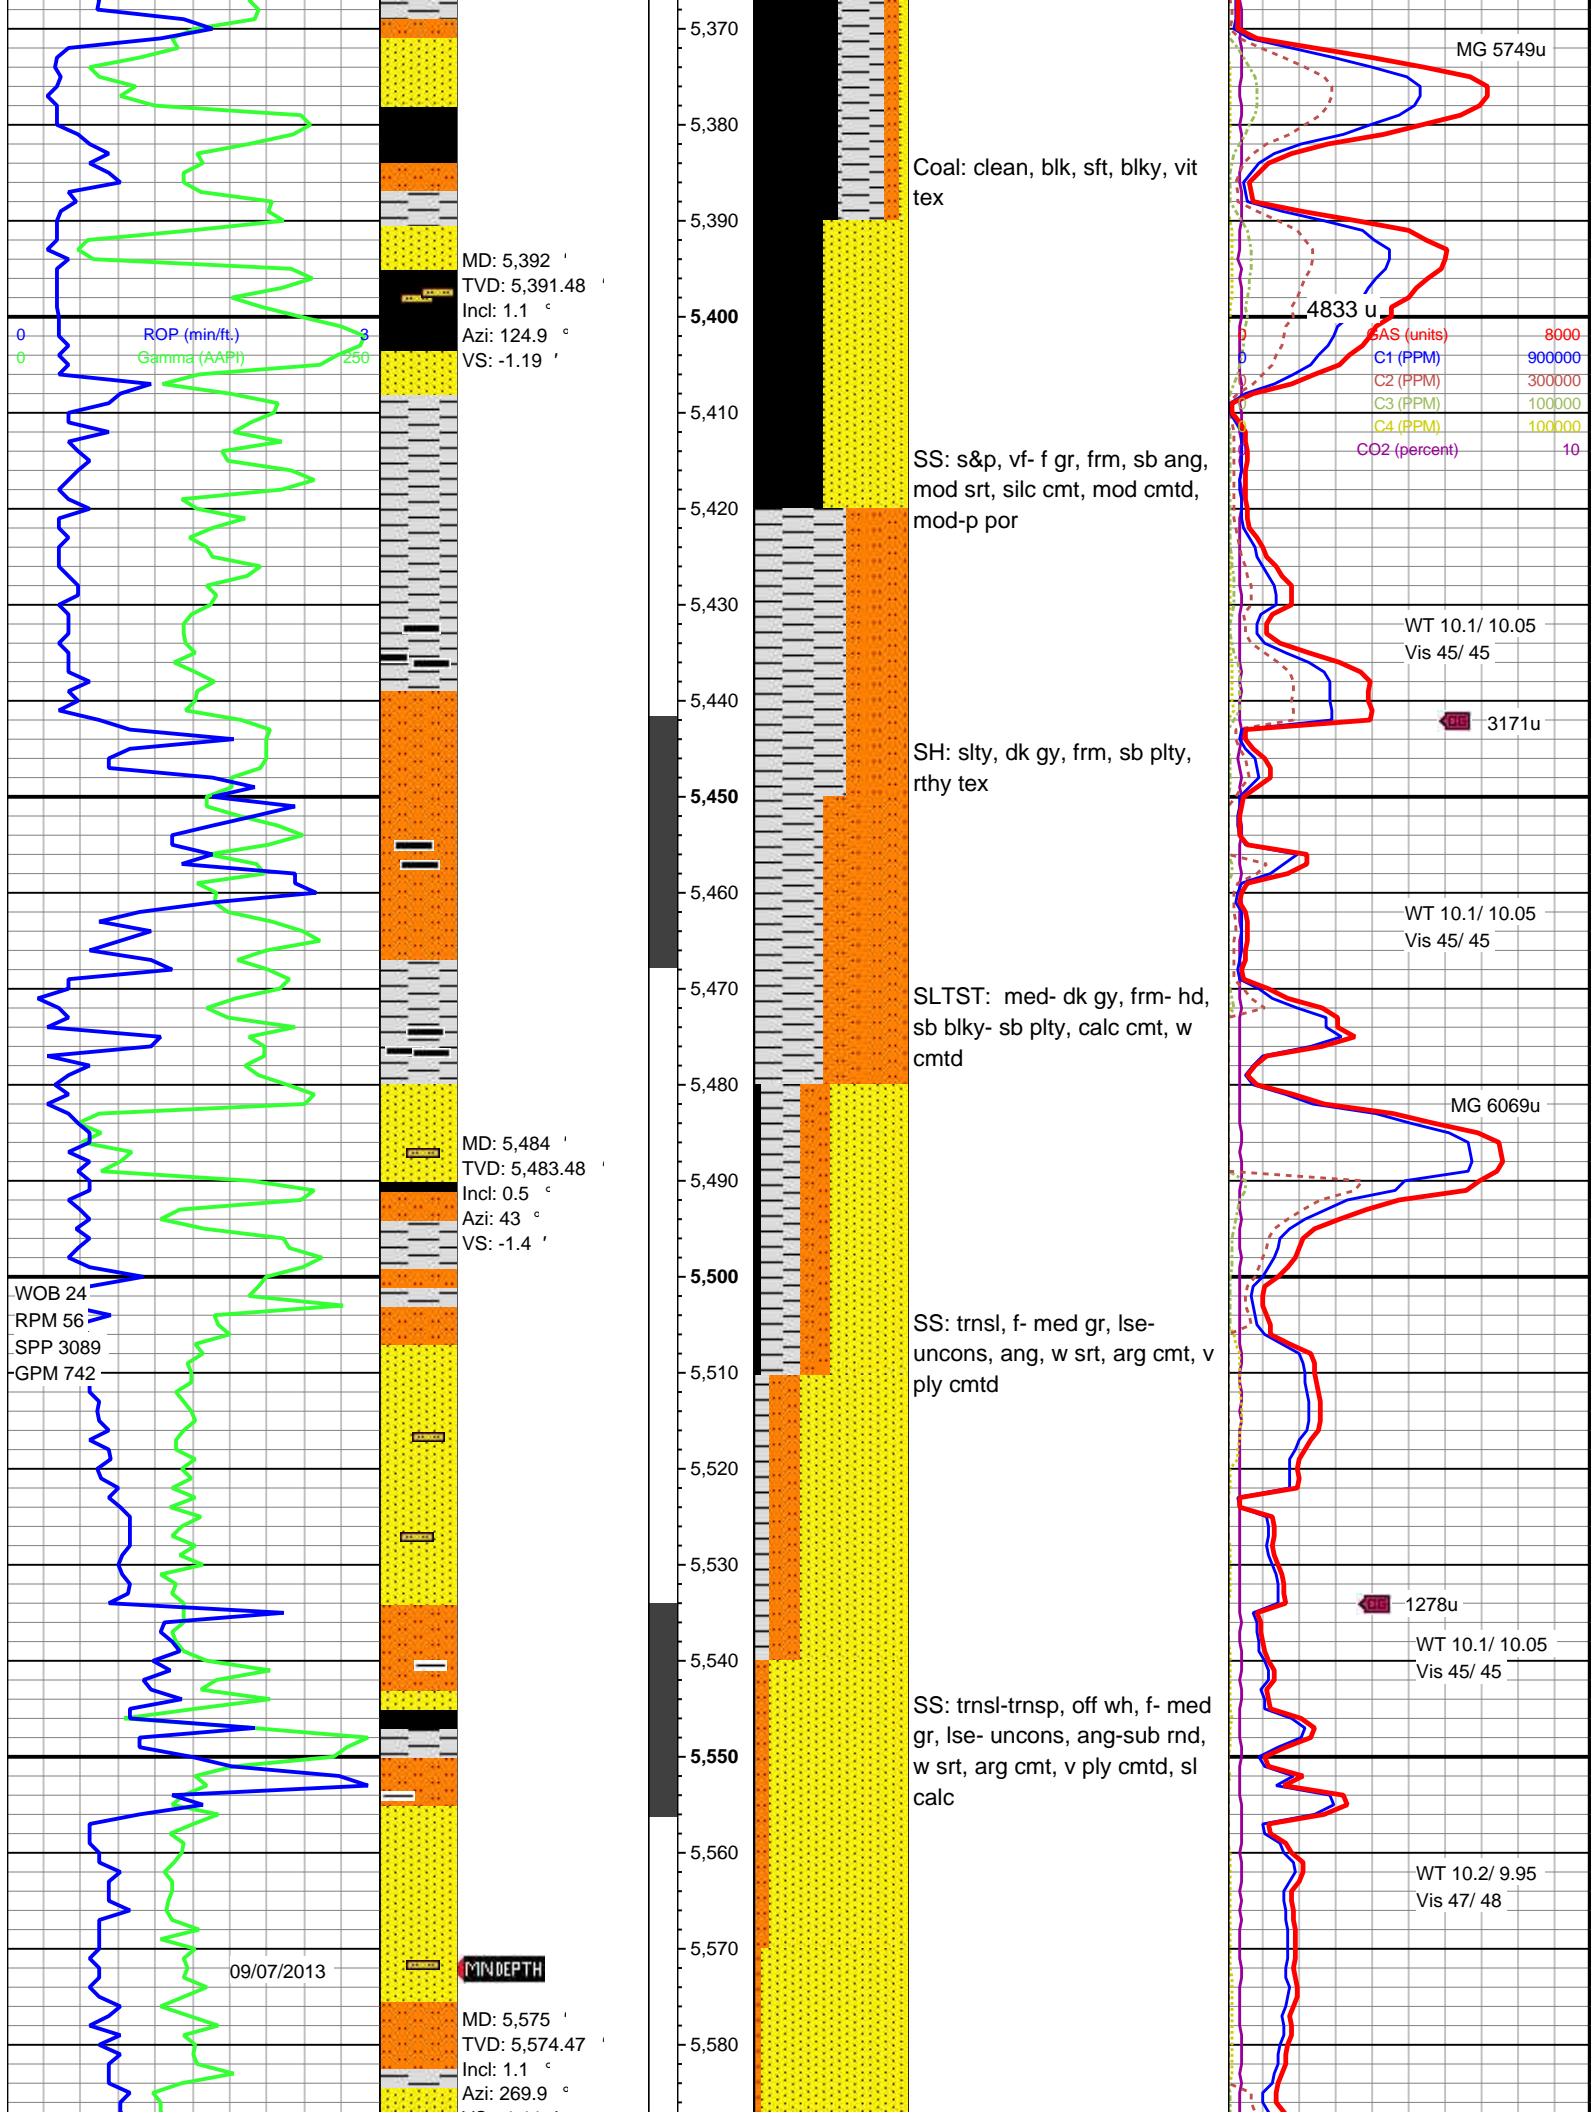 MD: 5,392 '
TVD: 5,391.48 '
Incl: 1.1 °
Azi: 124.9 °
VS: -1.19 '
0 ROP (min/ft.) 3
0 Gamma (AAPI) 250
MD: 5,484 '
TVD: 5,483.48 '
Incl: 0.5 °
Azi: 43 °
VS: -1.4 '
WOB 24
RPM 56
SPP 3089
GPM 742
09/07/2013
MNDEPTH
MD: 5,575 '
TVD: 5,574.47 '
Incl: 1.1 °
Azi: 269.9 °
5,370
5,380
5,390
5,400
5,410
5,420
5,430
5,440
5,450
5,460
5,470
5,480
5,490
5,500
5,510
5,520
5,530
5,540
5,550
5,560
5,570
5,580
Coal: clean, blk, sft, blky, vit
tex
SS: s&p, vf- f gr, frm, sb ang,
mod srt, silc cmt, mod cmtd,
mod-p por
SH: slty, dk gy, frm, sb plty,
rthy tex
SLTST: med- dk gy, frm- hd,
sb blky- sb plty, calc cmt, w
cmtd
SS: trnsl, f- med gr, lse-
uncons, ang, w srt, arg cmt, v
ply cmtd
SS: trnsl-trnsp, off wh, f- med
gr, lse- uncons, ang-sub rnd,
w srt, arg cmt, v ply cmtd, sl
calc
MG 5749u
4833 u
0 GAS (units) 8000
0 C1 (PPM) 900000
C2 (PPM) 300000
C3 (PPM) 100000
C4 (PPM) 100000
CO2 (percent) 10
WT 10.1/ 10.05
Vis 45/ 45
CG 3171u
WT 10.1/ 10.05
Vis 45/ 45
MG 6069u
CG 1278u
WT 10.1/ 10.05
Vis 45/ 45
WT 10.2/ 9.95
Vis 47/ 48